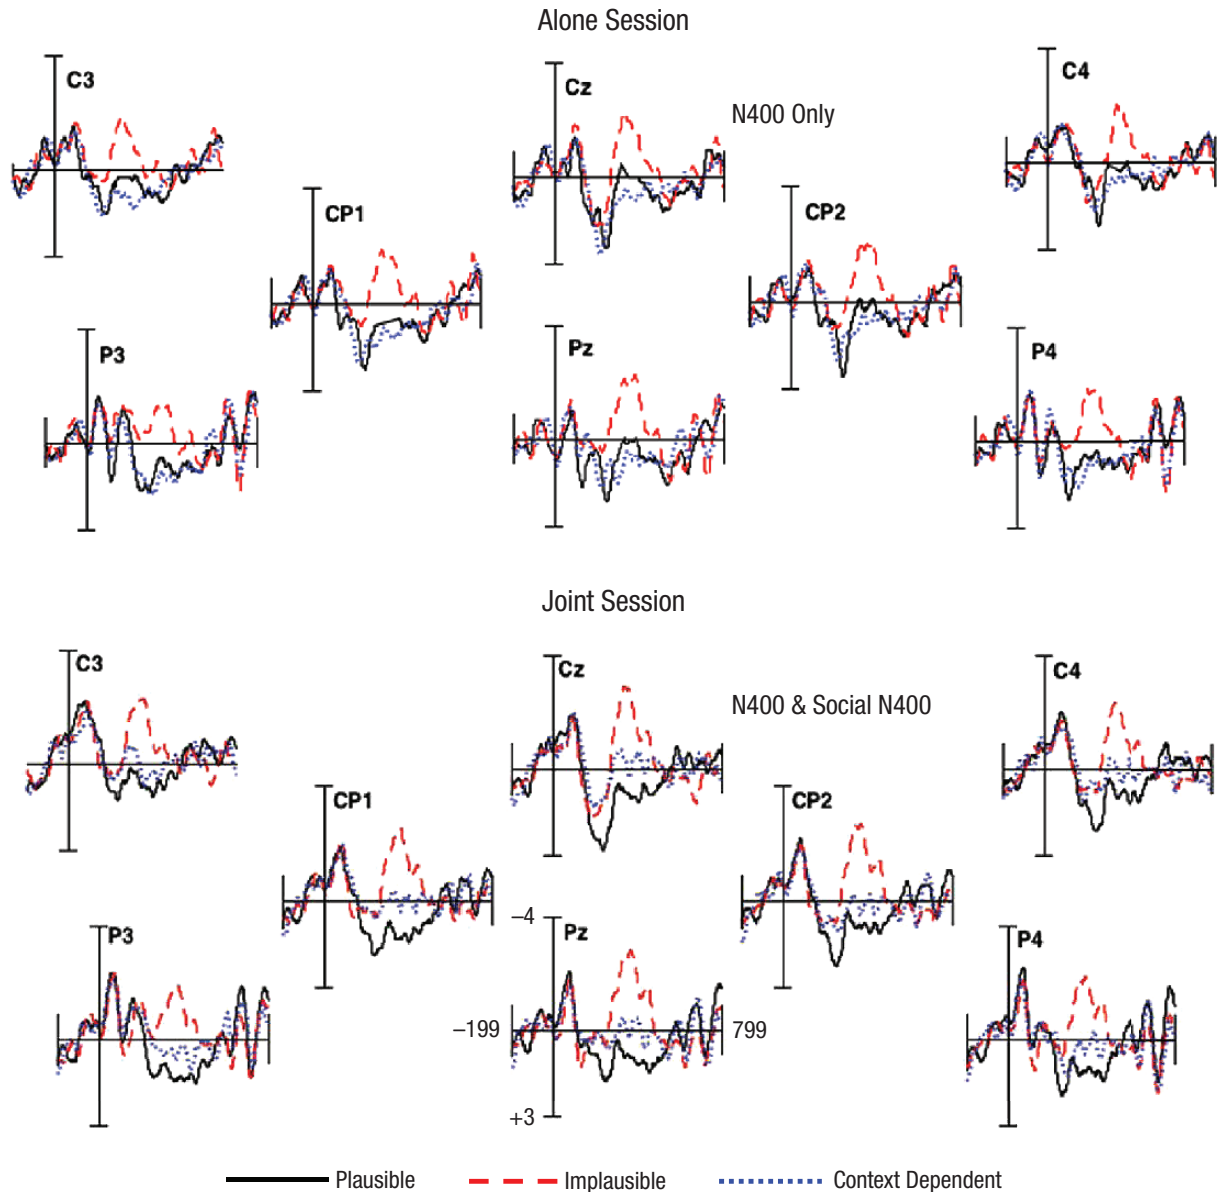 Alone Session
C3
Cz
C4
N400 Only
CP1
CP2
P3
Pz
P4
Joint Session
C3
Cz
C4
N400 & Social N400
CP1
CP2
P3
−4
Pz
P4
−199
799
+3
Plausible
Implausible
Context Dependent